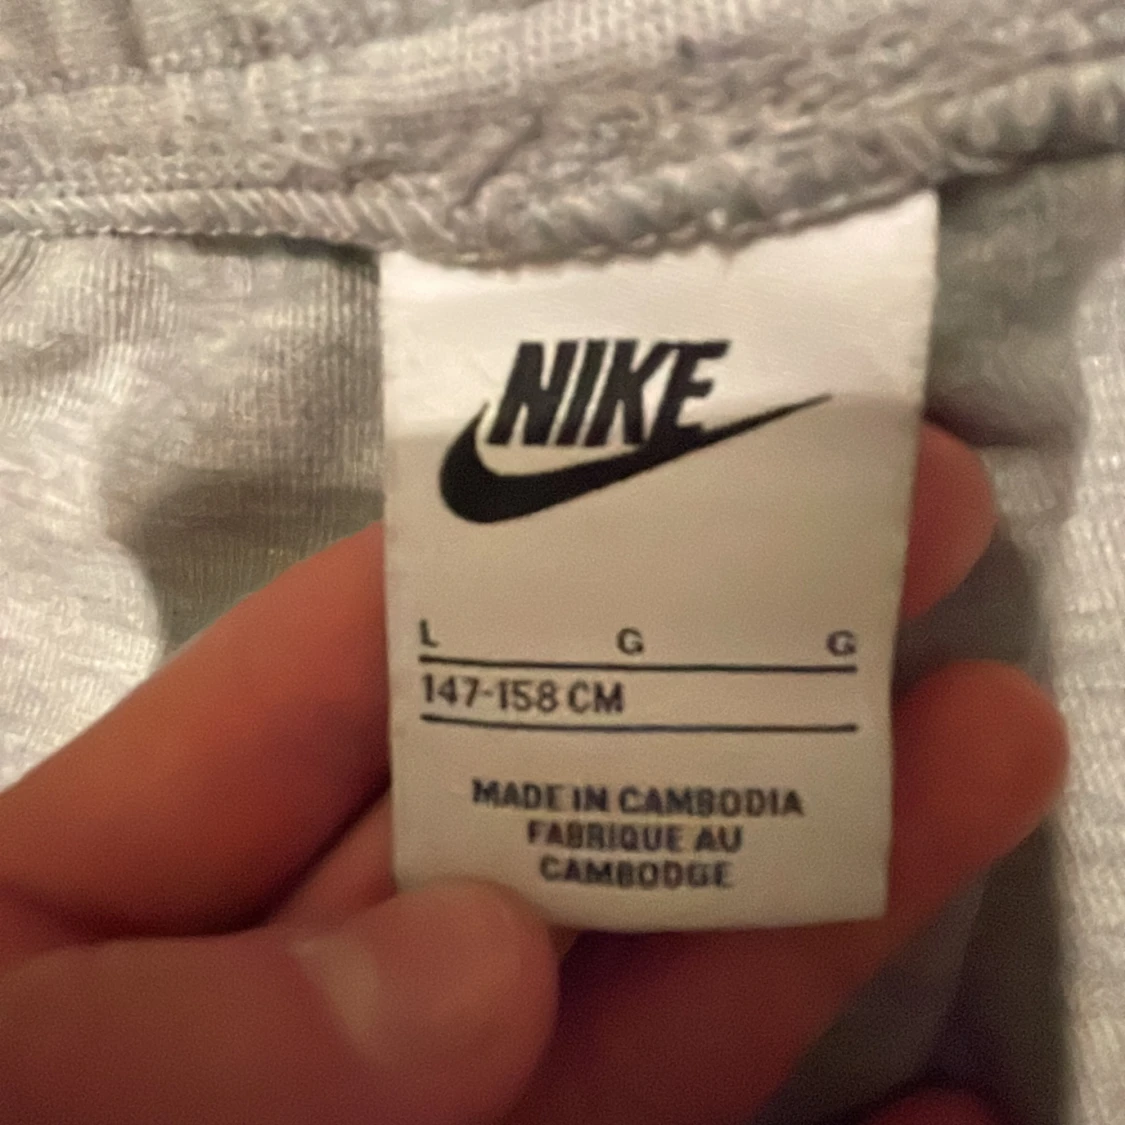 NIKE
L G G
147-158 CM
MADE IN CAMBODIA
FABRIQUE AU
CAMBODGE